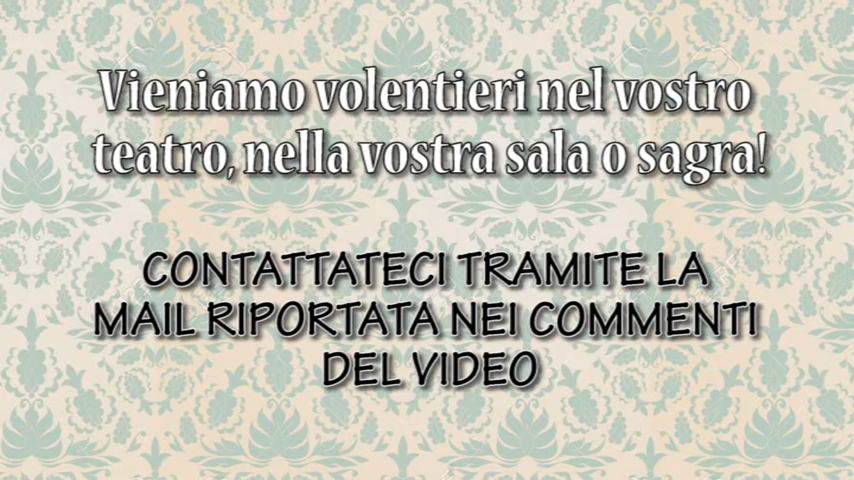 Vieniamo volentieri nel vostro
teatro, nella vostra sala o sagra!
CONTATTATECI TRAMITE LA
MAIL RIPORTATA NEI COMMENTI
DEL VIDEO